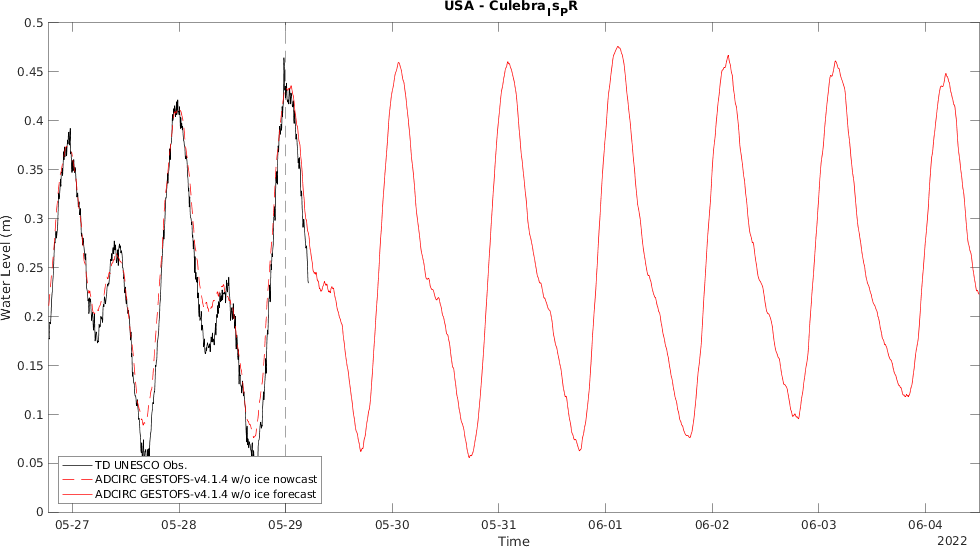 USA - CulebraIsPR
0.5
0.45
0.4
0.35
0.3
0.25
0.2
0.15
0.1
0.05
0
Water Level (m)
TD UNESCO Obs.
ADCIRC GESTOFS-v4.1.4 w/o ice nowcast
ADCIRC GESTOFS-v4.1.4 w/o ice forecast
05-27 05-28 05-29 05-30 05-31 06-01 06-02 06-03 06-04
Time
2022